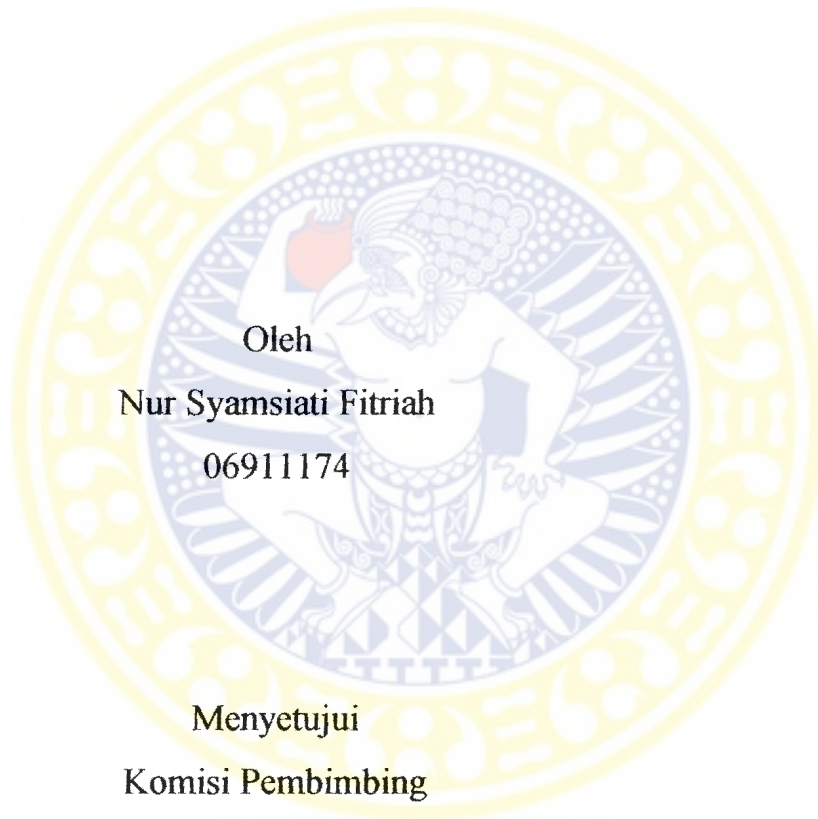 Oleh
Nur Syamsiati Fitriah
06911174
Menyetujui
Komisi Pembimbing